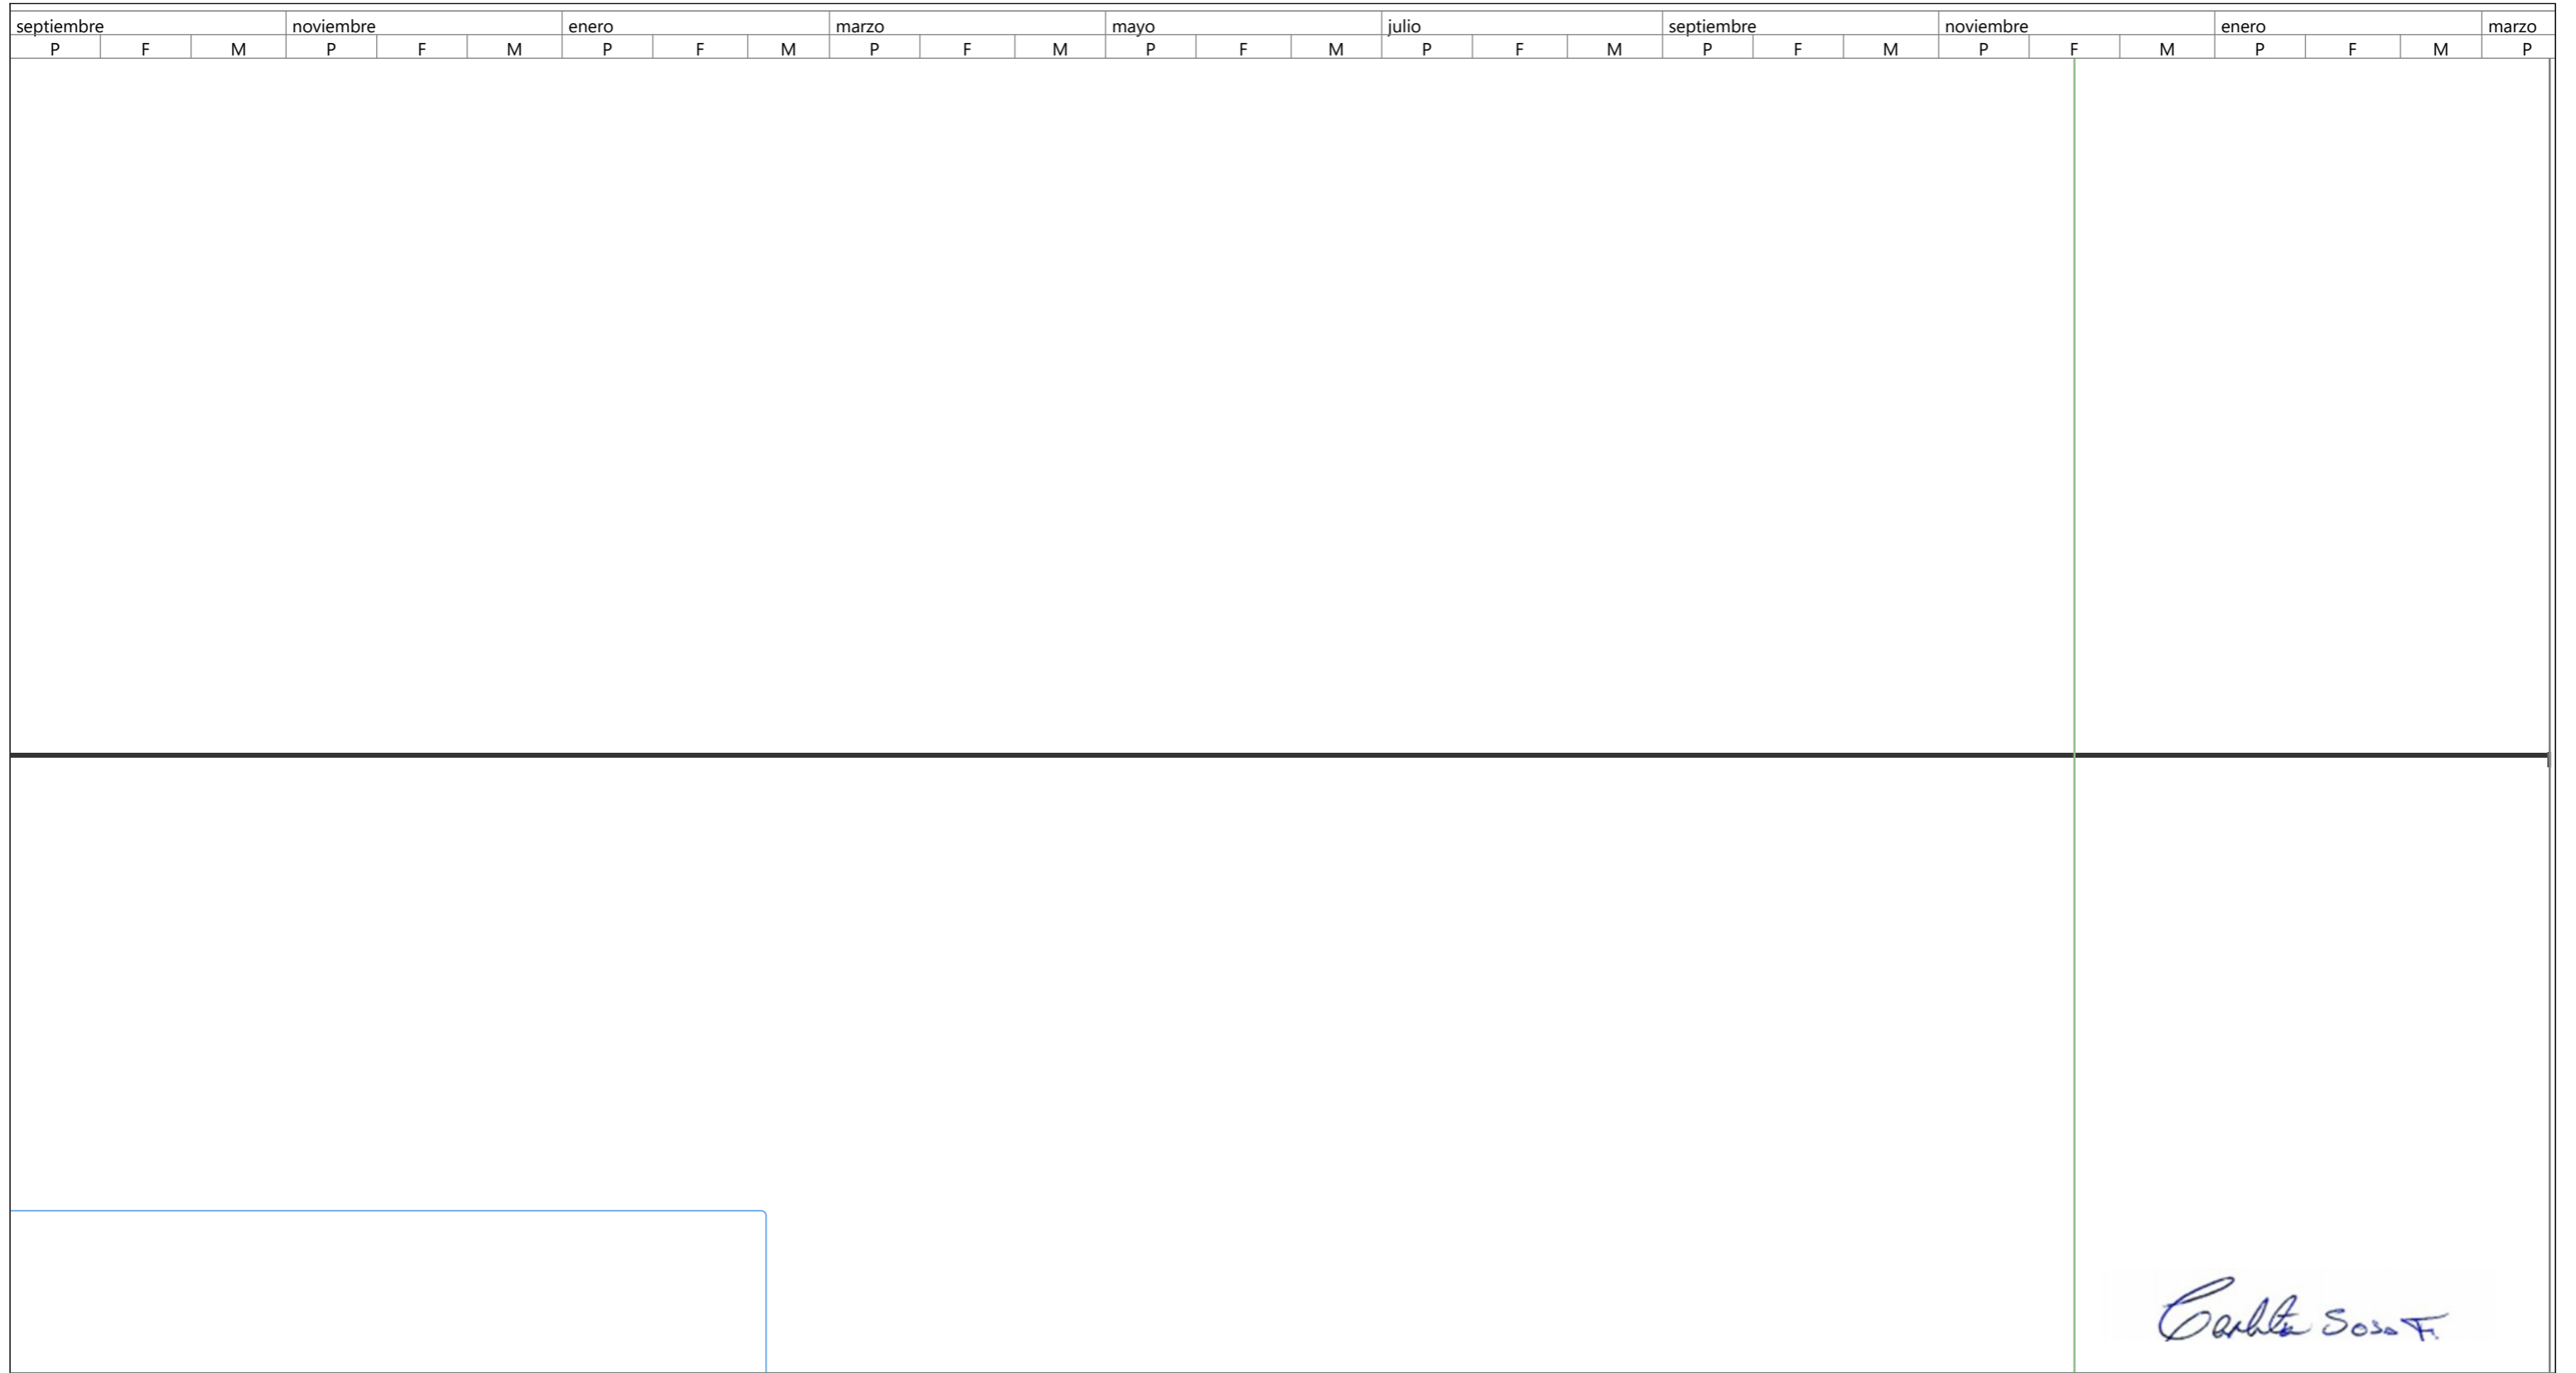 septiembre noviembre enero marzo mayo julio septiembre noviembre enero marzo
P F M P F M P F M P F M P F M P F M P F M P F M P F M P
Sosa F.